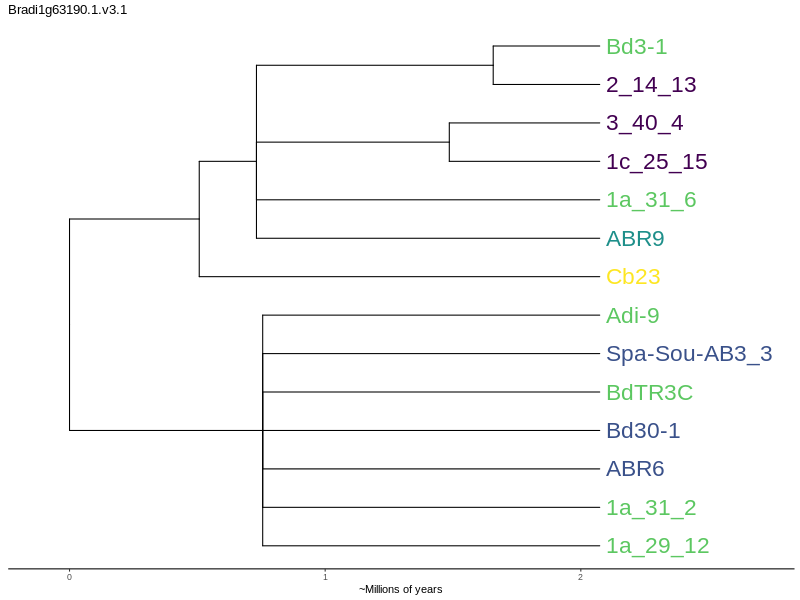 Bradi1g63190.1.v3.1
Bd3-1
2_14_13
3_40_4
1c_25_15
1a_31_6
ABR9
Cb23
Adi-9
Spa-Sou-AB3_3
BdTR3C
Bd30-1
ABR6
1a_31_2
1a_29_12
0 1 2
~Millions of years